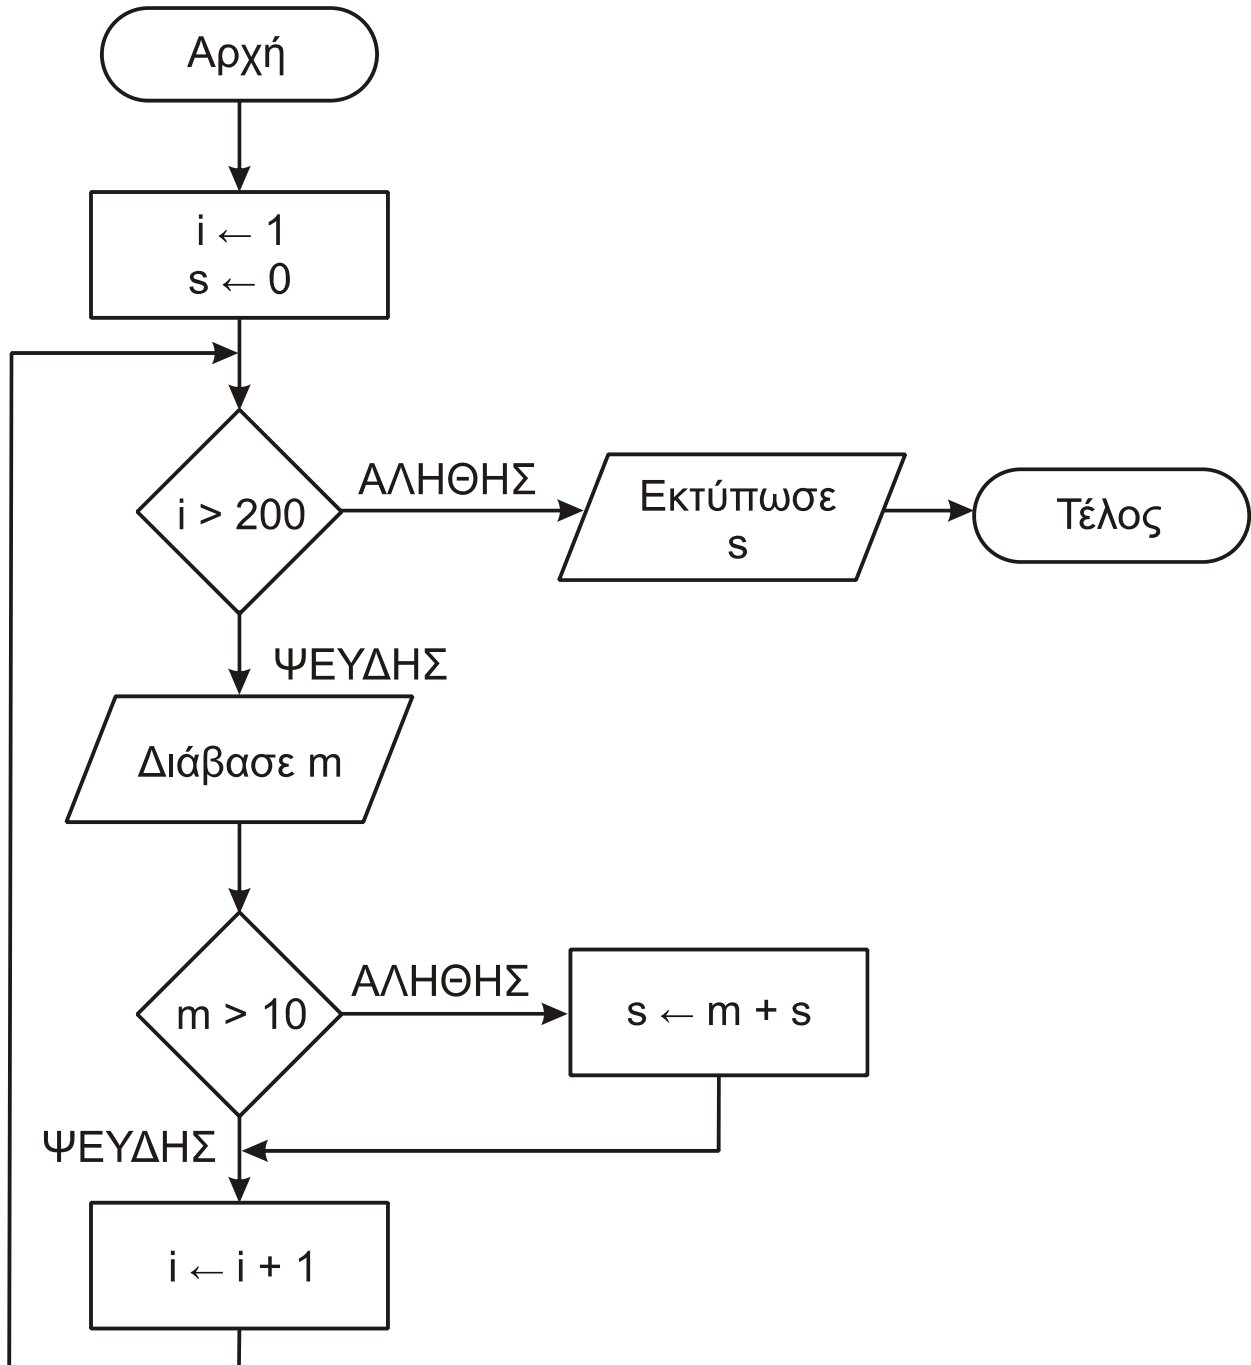 Αρχή
i ← 1
s ← 0
i > 200
ΑΛΗΘΗΣ
Εκτύπωσε
s
Τέλος
ΨΕΥΔΗΣ
Διάβασε m
m > 10
ΑΛΗΘΗΣ
s ← m + s
ΨΕΥΔΗΣ
i ← i + 1